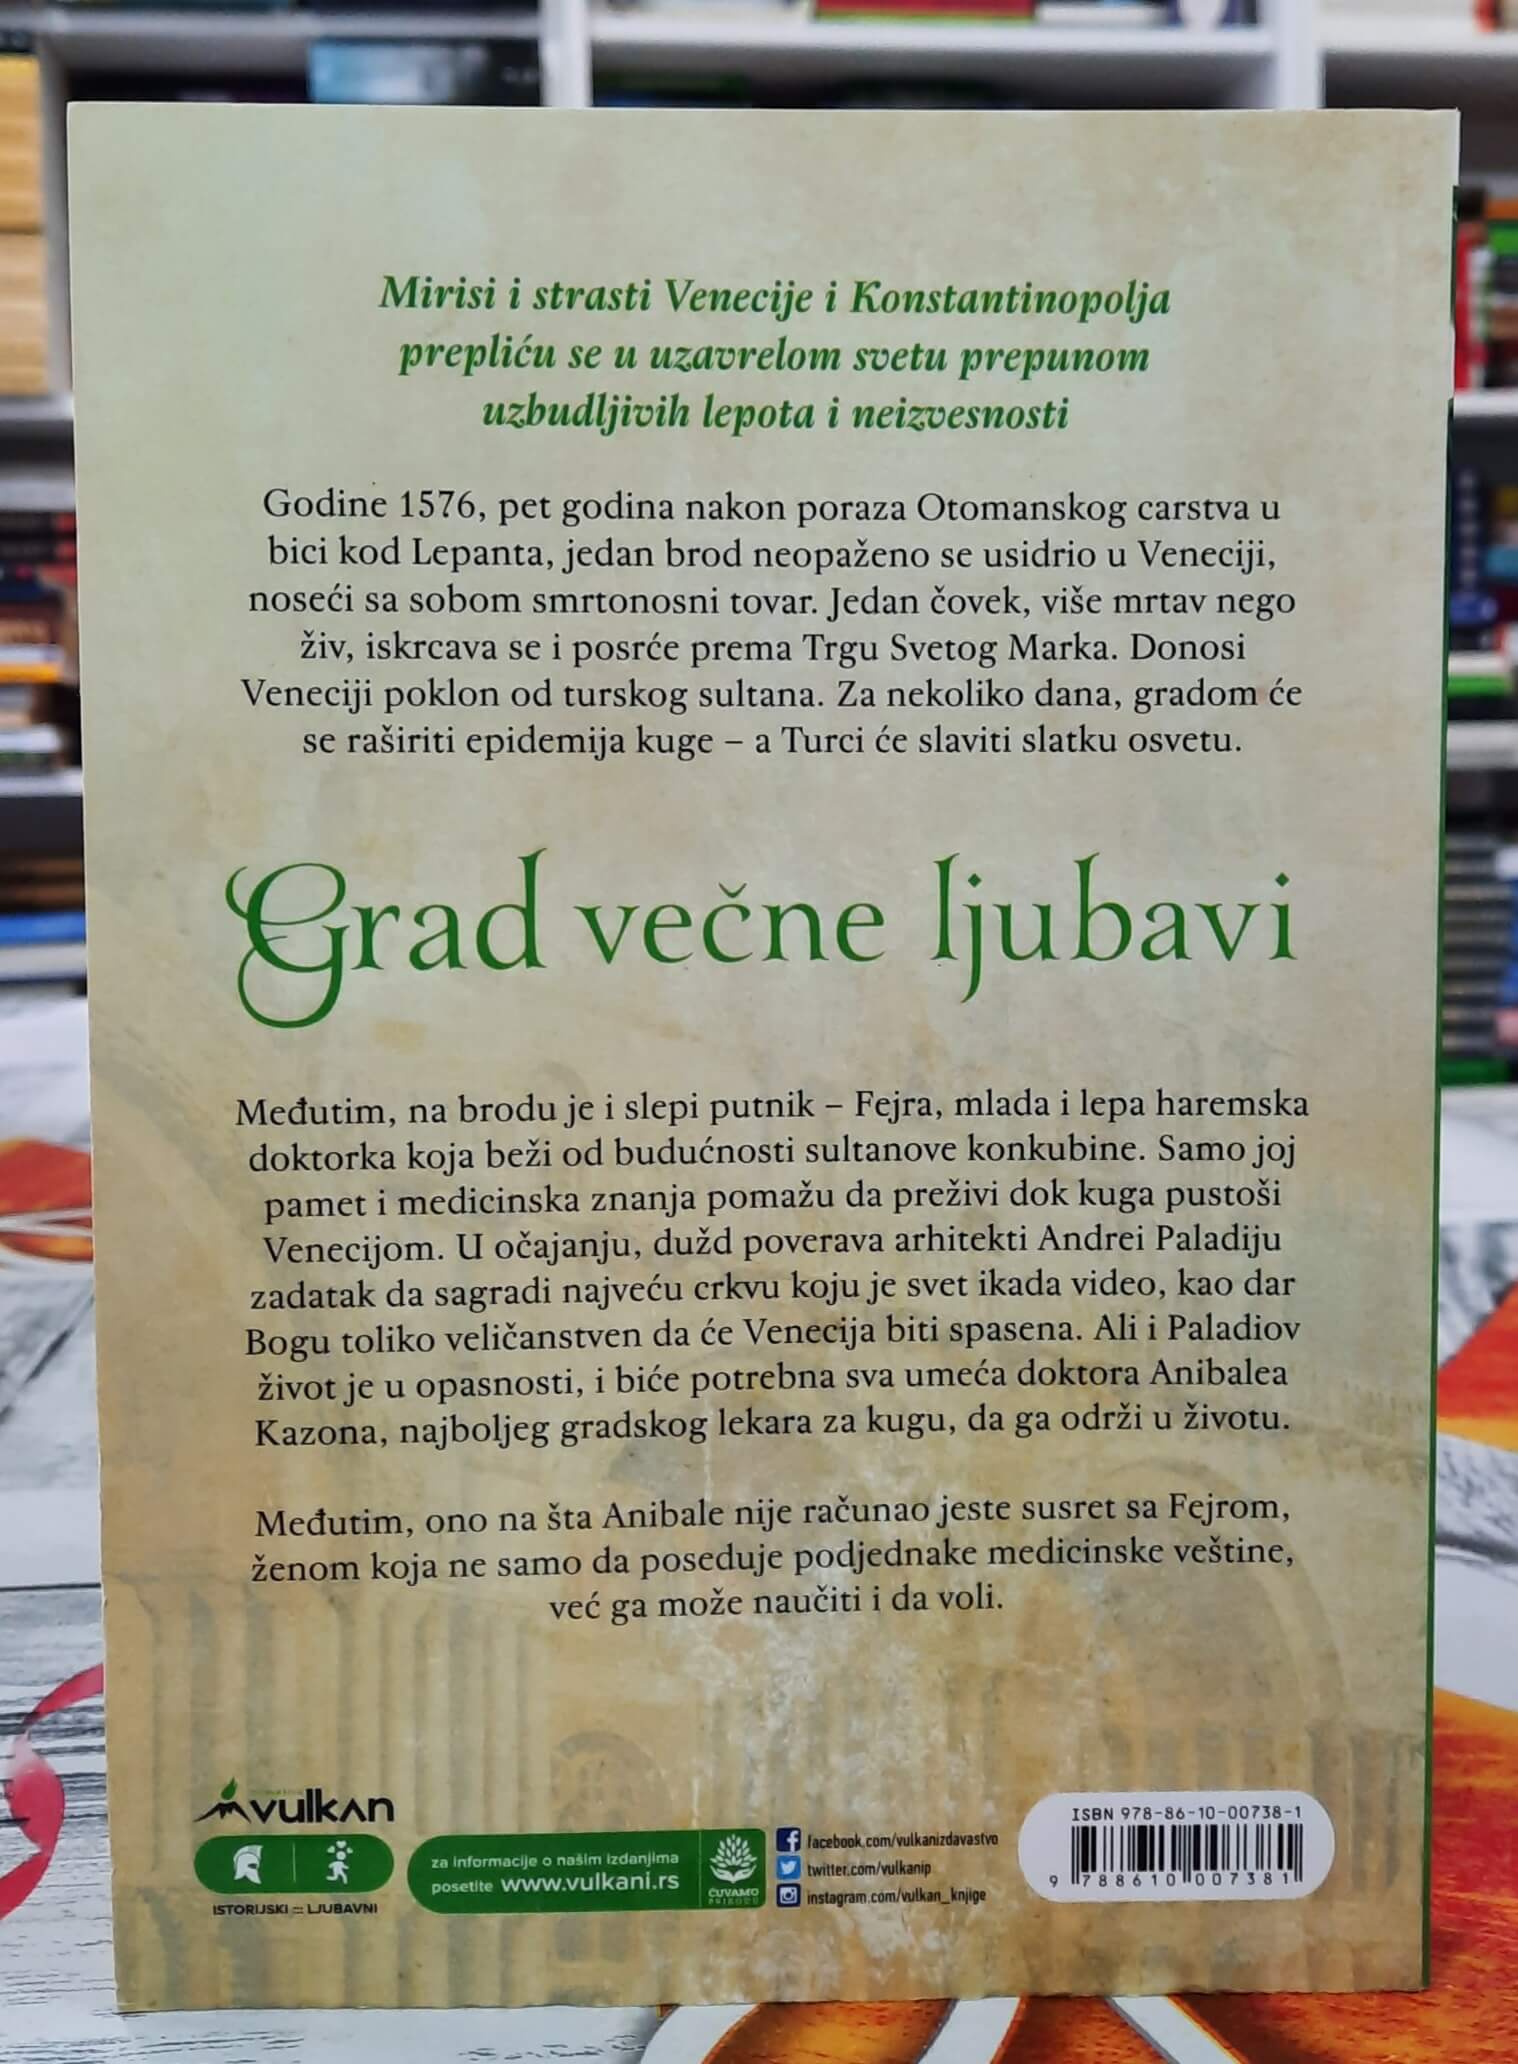 Mirisi i strasti Venecije i Konstantinopolja
prepliću se u uzavrelom svetu prepunom
uzbudljivih lepota i neizvesnosti
Godine 1576, pet godina nakon poraza Otomanskog carstva u
bici kod Lepanta, jedan brod neopaženo se usidrio u Veneciji,
noseći sa sobom smrtonosni tovar. Jedan čovek, više mrtav nego
živ, iskrcava se i posrće prema Trgu Svetog Marka. Donosi
Veneciji poklon od turskog sultana. Za nekoliko dana, gradom će
se raširiti epidemija kuge – a Turci će slaviti slatku osvetu.
Grad večne ljubavi
Međutim, na brodu je i slepi putnik – Fejra, mlada i lepa haremska
doktorka koja beži od budućnosti sultanove konkubine. Samo joj
pamet i medicinska znanja pomažu da preživi dok kuga pustoši
Venecijom. U očajanju, dužd poverava arhitekti Andrei Paladiju
zadatak da sagradi najveću crkvu koju je svet ikada video, kao dar
Bogu toliko veličanstven da će Venecija biti spasena. Ali i Paladiov
život je u opasnosti, i biće potrebna sva umeća doktora Anibalea
Kazona, najboljeg gradskog lekara za kugu, da ga održi u životu.
Međutim, ono na šta Anibale nije računao jeste susret sa Fejrom,
ženom koja ne samo da poseduje podjednake medicinske veštine,
već ga može naučiti i da voli.
vulkan
ISTORIJSKI :: LJUBAVNI
za informacije o našim izdanjima
posetite www.vulkani.rs
ČUVAMO
PRIRODU
facebook.com/vulkanizdavastvo
twitter.com/vulkanip
instagram.com/vulkan_knjige
ISBN 978-86-10-00738-1
9 788610 007381